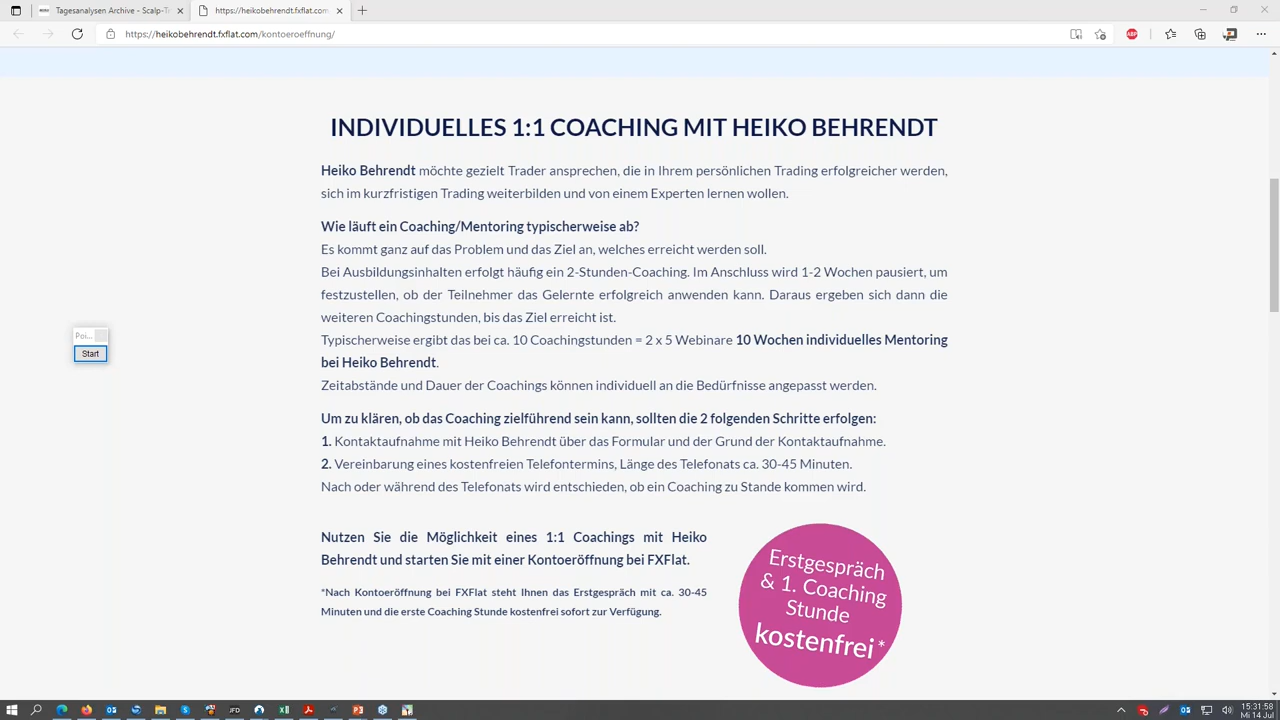 Tagesanalysen Archive - Scalp-T
https://heikobehrendt.fxflat.com
https://heikobehrendt.fxflat.com/kontoeroeffnung/
ABP
INDIVIDUELLES 1:1 COACHING MIT HEIKO BEHRENDT
Heiko Behrendt möchte gezielt Trader ansprechen, die in Ihrem persönlichen Trading erfolgreicher werden,
sich im kurzfristigen Trading weiterbilden und von einem Experten lernen wollen.
Wie läuft ein Coaching/Mentoring typischerweise ab?
Es kommt ganz auf das Problem und das Ziel an, welches erreicht werden soll.
Bei Ausbildungsinhalten erfolgt häufig ein 2-Stunden-Coaching. Im Anschluss wird 1-2 Wochen pausiert, um
festzustellen, ob der Teilnehmer das Gelernte erfolgreich anwenden kann. Daraus ergeben sich dann die
weiteren Coachingstunden, bis das Ziel erreicht ist.
Poi...
Start
Typischerweise ergibt das bei ca. 10 Coachingstunden = 2 x 5 Webinare 10 Wochen individuelles Mentoring
bei Heiko Behrendt.
Zeitabstände und Dauer der Coachings können individuell an die Bedürfnisse angepasst werden.
Um zu klären, ob das Coaching zielführend sein kann, sollten die 2 folgenden Schritte erfolgen:
1. Kontaktaufnahme mit Heiko Behrendt über das Formular und der Grund der Kontaktaufnahme.
2. Vereinbarung eines kostenfreien Telefontermins, Länge des Telefonats ca. 30-45 Minuten.
Nach oder während des Telefonats wird entschieden, ob ein Coaching zu Stande kommen wird.
Nutzen Sie die Möglichkeit eines 1:1 Coachings mit Heiko
Behrendt und starten Sie mit einer Kontoeröffnung bei FXFlat.
*Nach Kontoeröffnung bei FXFlat steht Ihnen das Erstgespräch mit ca. 30-45
Minuten und die erste Coaching Stunde kostenfrei sofort zur Verfügung.
Erstgespräch
& 1. Coaching
Stunde
kostenfrei*
JFD
15:31:58
Mi 14 Jul